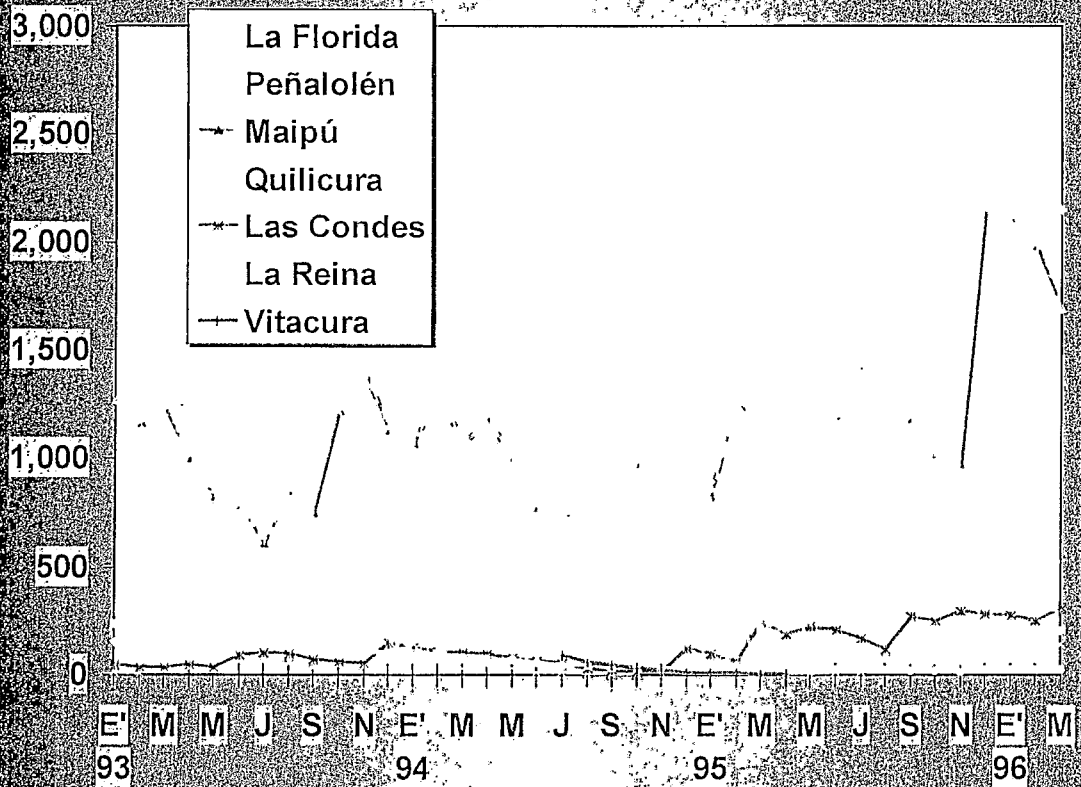 3,000
2,500
2,000
1,500
1,000
500
0
La Florida
Peñalolén
Maipú
Quilicura
Las Condes
La Reina
Vitacura
E' M M J S N E' M M J S N E' M M J S N E' M
93 94 95 96